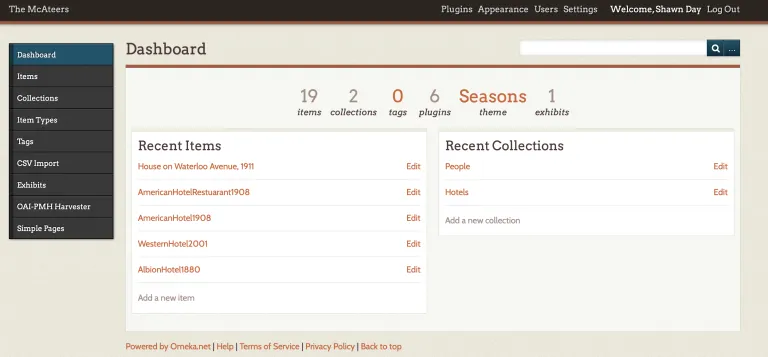 The McAteers
Plugins Appearance Users Settings Welcome, Shawn Day Log Out
Dashboard
Items
Collections
Item Types
Tags
CSV Import
Exhibits
OAI-PMH Harvester
Simple Pages
Dashboard
...
19 2 0 6 Seasons 1
items collections tags plugins theme exhibits
Recent Items
House on Waterloo Avenue, 1911 Edit
AmericanHotelRestuarant1908 Edit
AmericanHotel1908 Edit
WesternHotel2001 Edit
AlbionHotel1880 Edit
Add a new item
Recent Collections
People Edit
Hotels Edit
Add a new collection
Powered by Omeka.net | Help | Terms of Service | Privacy Policy | Back to top